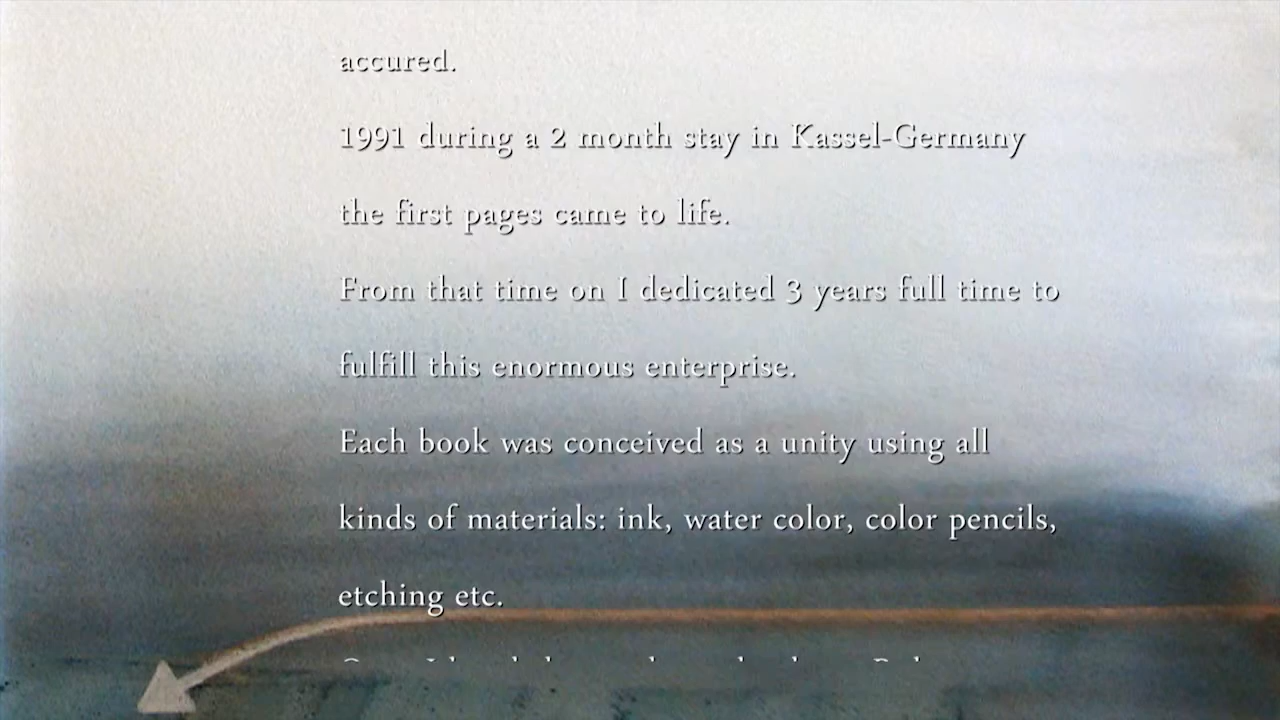 accured.
1991 during a 2 month stay in Kassel-Germany
the first pages came to life.
From that time on I dedicated 3 years full time to
fulfill this enormous enterprise.
Each book was conceived as a unity using all
kinds of materials: ink, water color, color pencils,
etching etc.